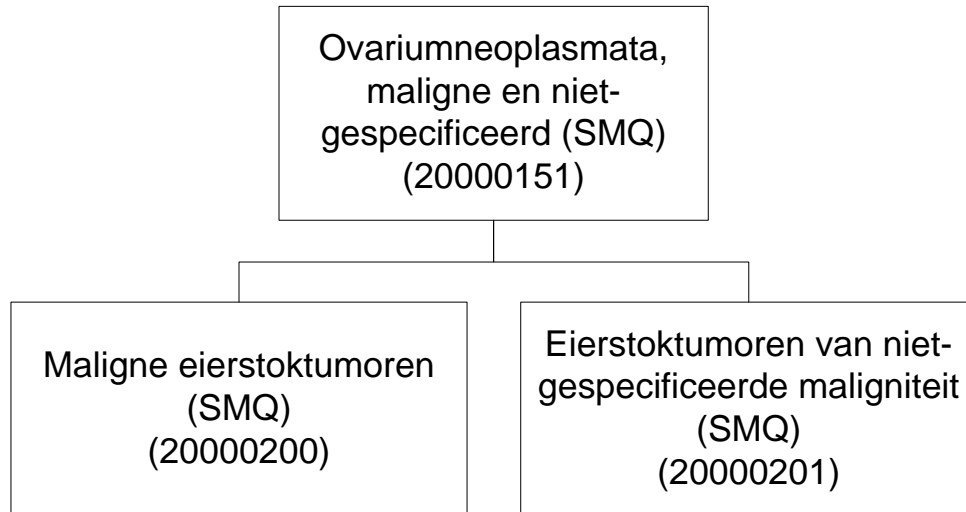 Ovariumneoplasmata,
maligne en niet-
gespecificeerd (SMQ)
(20000151)
Maligne eierstoktumoren
(SMQ)
(20000200)
Eierstoktumoren van niet-
gespecificeerde maligniteit
(SMQ)
(20000201)